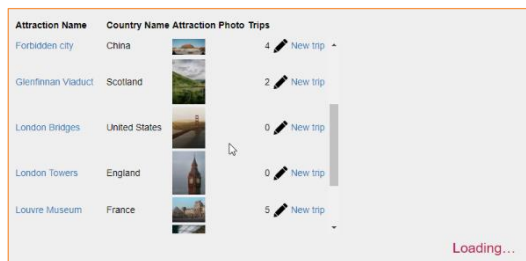 Attraction Name Country Name Attraction Photo Trips
Forbidden city China 4 New trip
Glenfinnan Viaduct Scotland 2 New trip
London Bridges United States 0 New trip
London Towers England 0 New trip
Louvre Museum France 5 New trip
Loading...